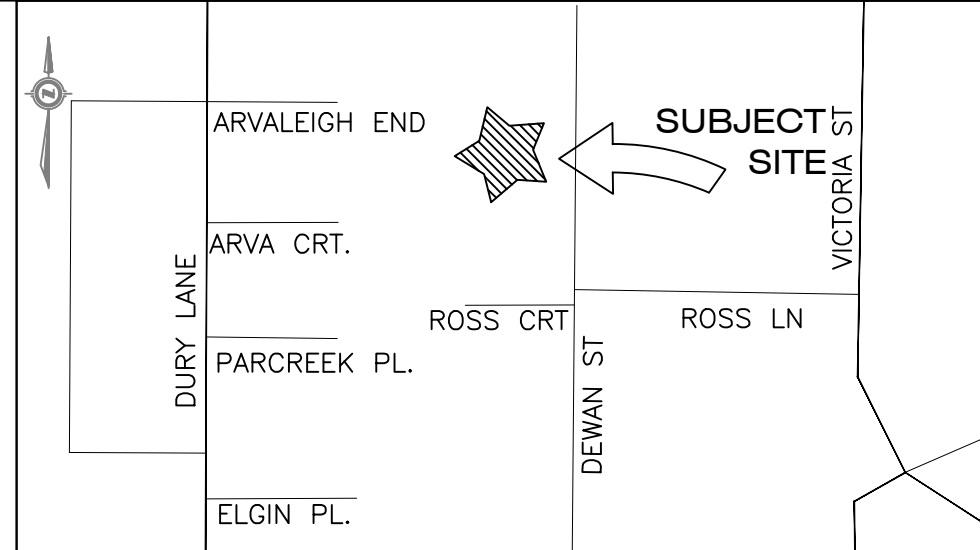 ARVALEIGH END
SUBJECT
SITE
VICTORIA ST
ARVA CRT.
DURY LANE
ROSS CRT
ROSS LN
PARCREEK PL.
DEWAN ST
ELGIN PL.